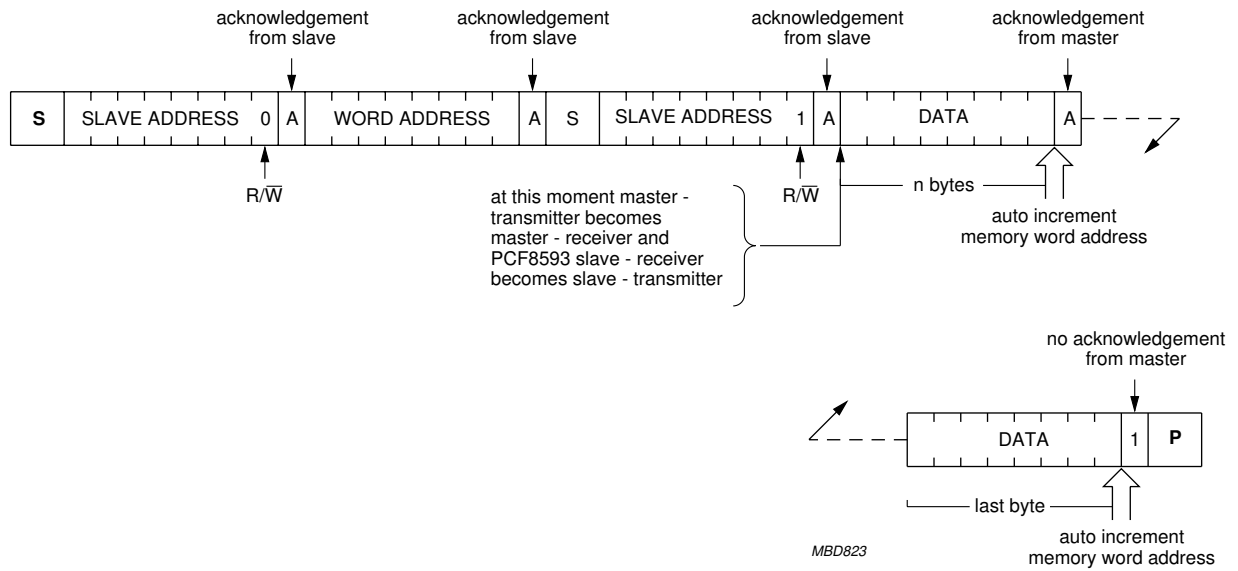 acknowledgement
from slave
acknowledgement
from slave
acknowledgement
from slave
acknowledgement
from master
S SLAVE ADDRESS 0 A WORD ADDRESS A S SLAVE ADDRESS 1 A DATA A
R/W̅
R/W̅
n bytes
at this moment master -
transmitter becomes
master - receiver and
PCF8593 slave - receiver
becomes slave - transmitter
auto increment
memory word address
no acknowledgement
from master
DATA 1 P
last byte
auto increment
memory word address
MBD823